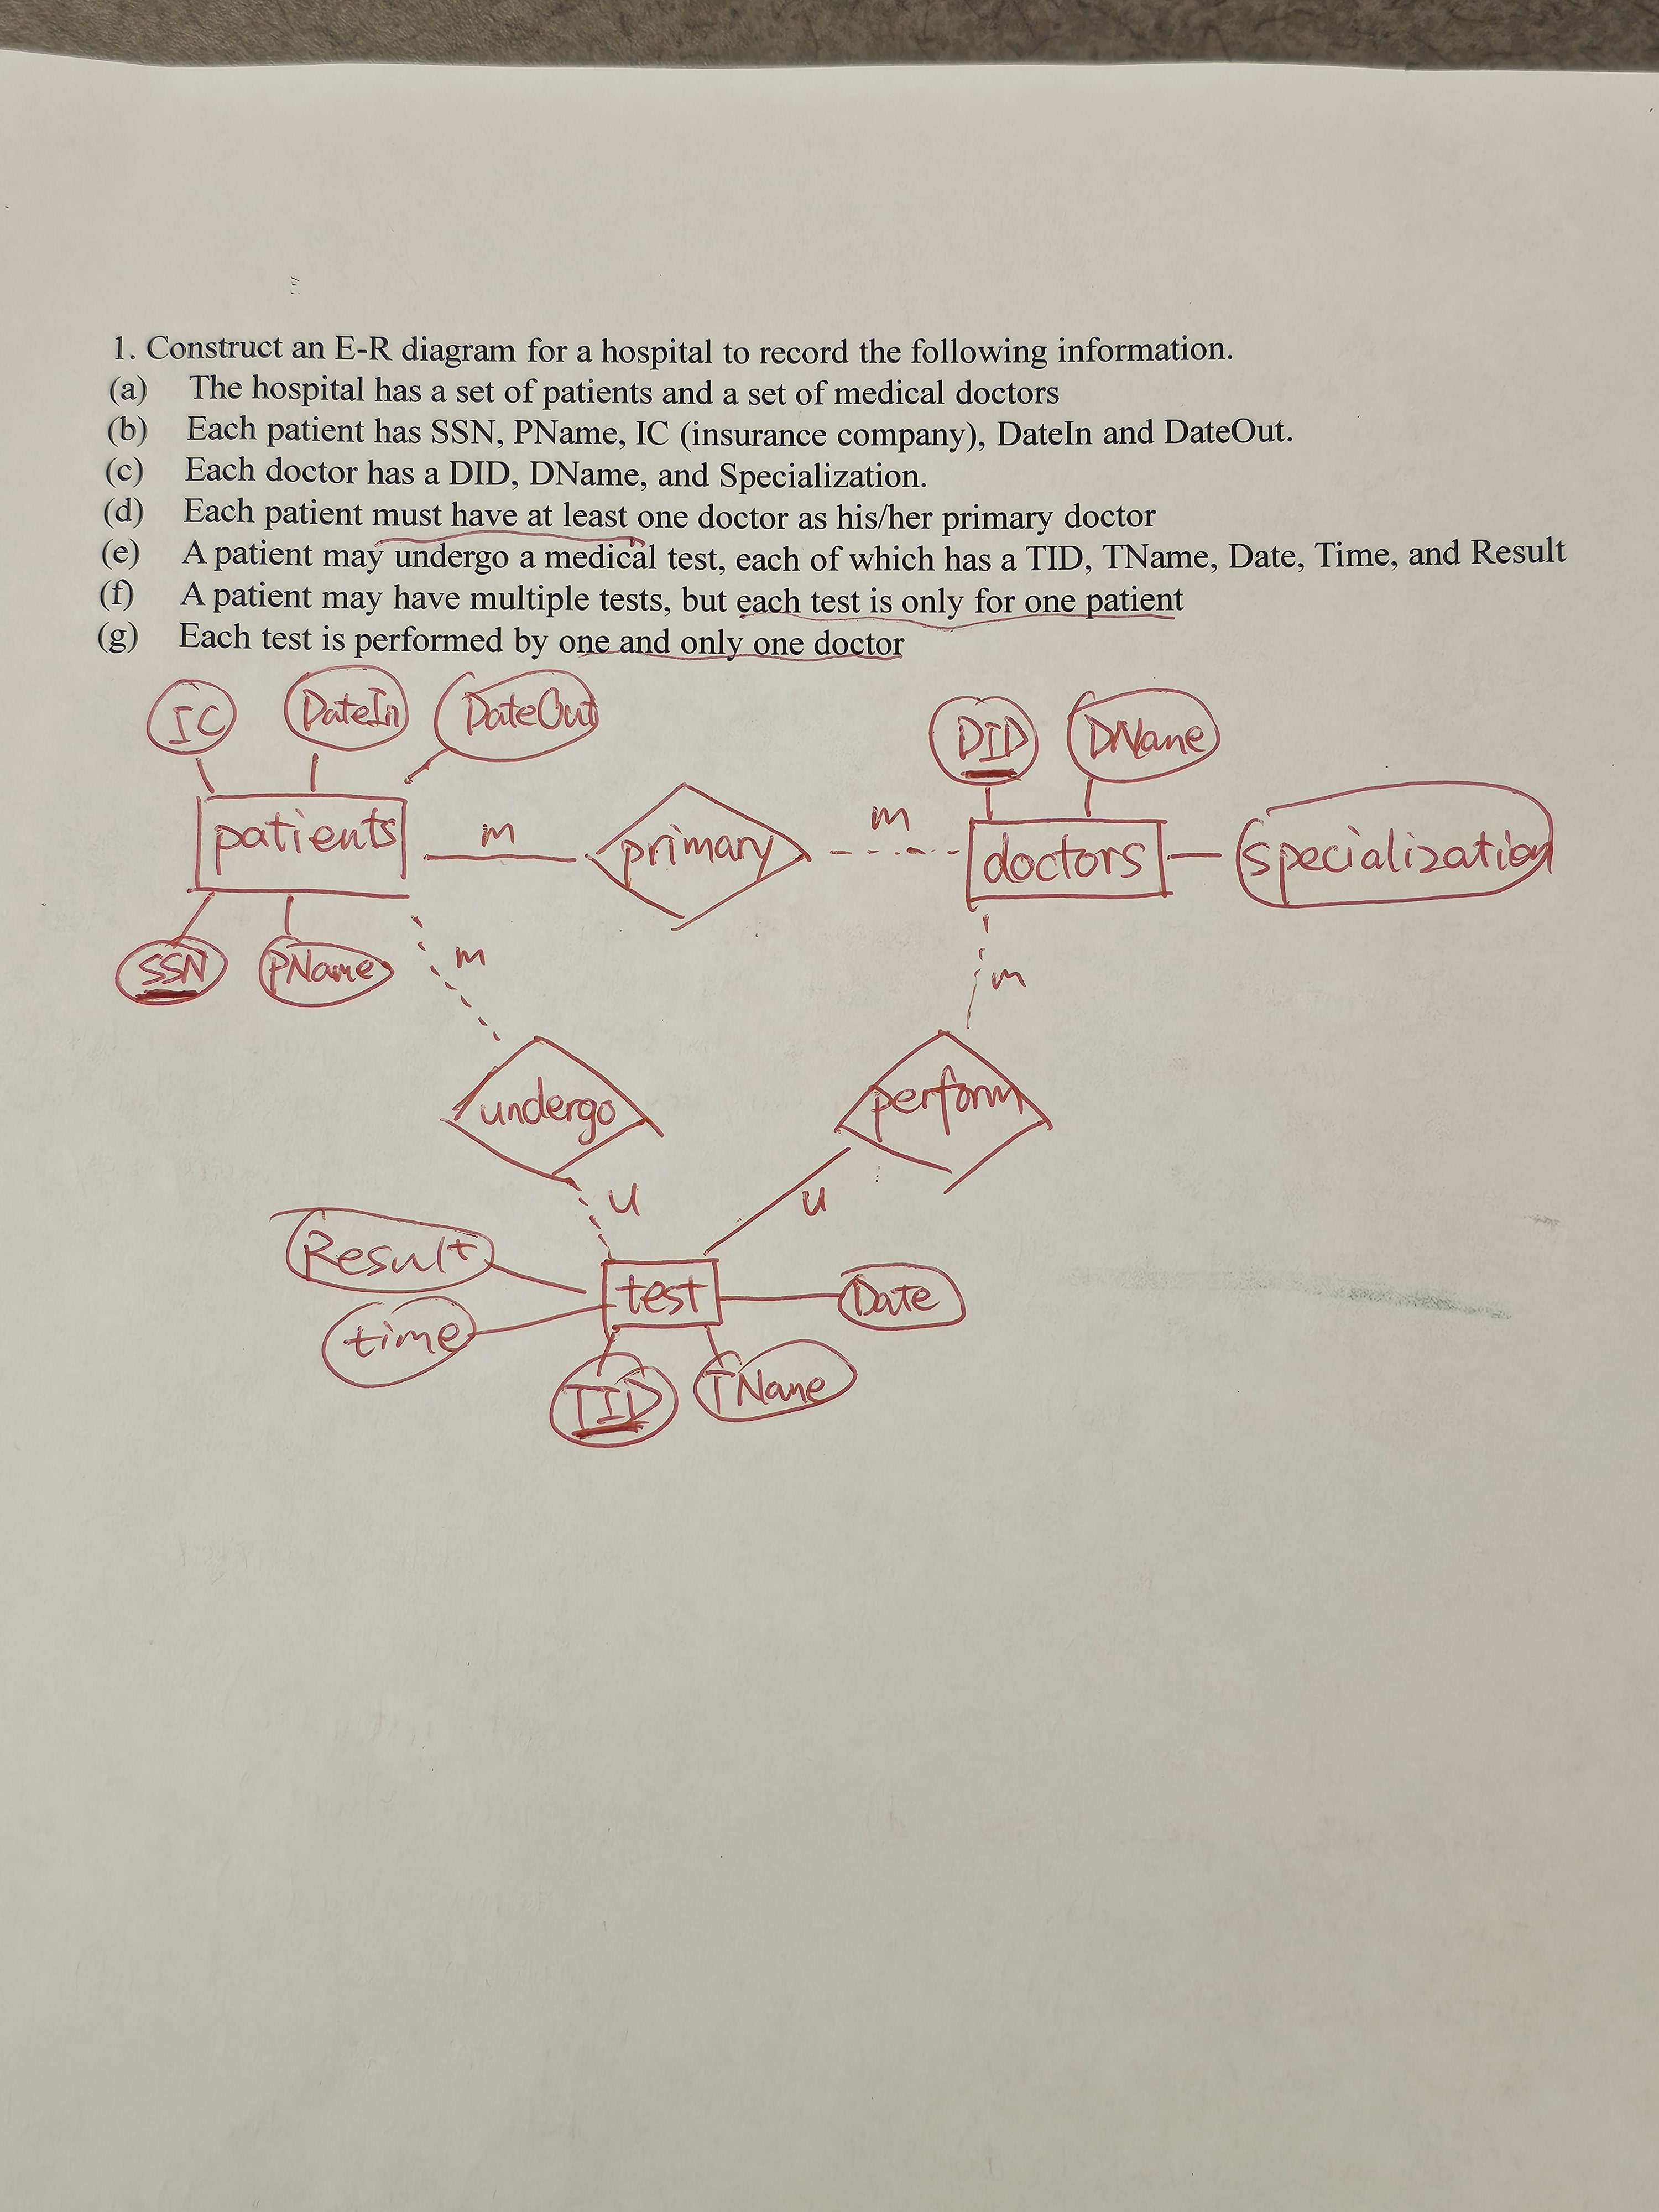 1. Construct an E-R diagram for a hospital to record the following information.
(a) The hospital has a set of patients and a set of medical doctors
(b) Each patient has SSN, PName, IC (insurance company), DateIn and DateOut.
(c) Each doctor has a DID, DName, and Specialization.
(d) Each patient must have at least one doctor as his/her primary doctor
(e) A patient may undergo a medical test, each of which has a TID, TName, Date, Time, and Result
(f) A patient may have multiple tests, but each test is only for one patient
(g) Each test is performed by one and only one doctor
IC DateIn DateOut DID DName
patients m primary m doctors specialization
SSN PName m m
undergo perform
u u
Result
test Date
time
TID TName